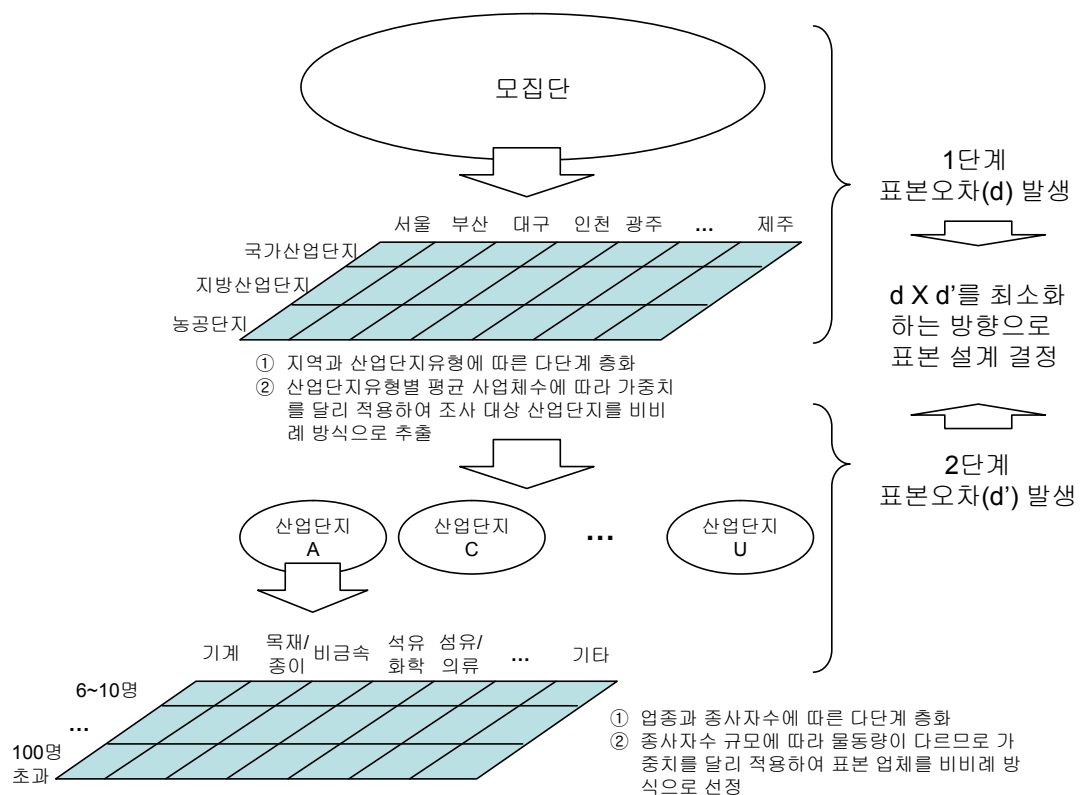 모집단
1단계
표본오차(d) 발생
서울 부산 대구 인천 광주 ... 제주
국가산업단지
지방산업단지
농공단지
d X d’를 최소화
하는 방향으로
표본 설계 결정
① 지역과 산업단지유형에 따른 다단계 층화
② 산업단지유형별 평균 사업체수에 따라 가중치
를 달리 적용하여 조사 대상 산업단지를 비비
례 방식으로 추출
2단계
표본오차(d’) 발생
산업단지
A
산업단지
C
...
산업단지
U
기계
목재/
종이
비금속
석유
화학
섬유/
의류
...
기타
6~10명
...
100명
초과
① 업종과 종사자수에 따른 다단계 층화
② 종사자수 규모에 따라 물동량이 다르므로 가
중치를 달리 적용하여 표본 업체를 비비례 방
식으로 선정